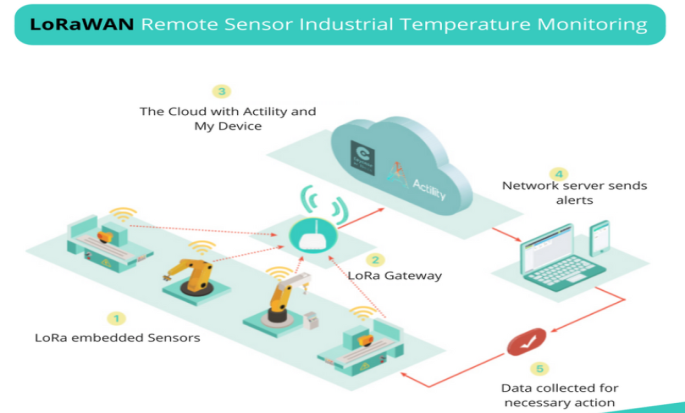 LoRaWAN Remote Sensor Industrial Temperature Monitoring
3
The Cloud with Actility and
My Device
Actility
4
Network server sends
alerts
2
LoRa Gateway
1
LoRa embedded Sensors
5
Data collected for
necessary action